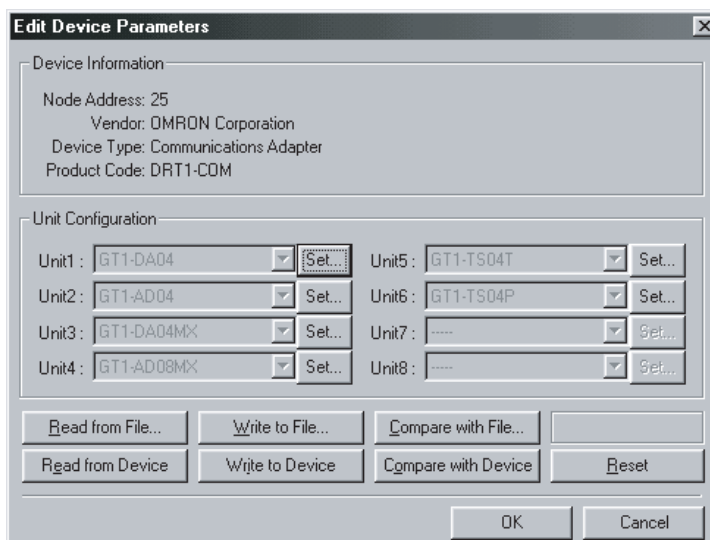 Edit Device Parameters
Device Information
Node Address: 25
Vendor: OMRON Corporation
Device Type: Communications Adapter
Product Code: DRT1-COM
Unit Configuration
Unit1 : GT1-DA04 Set... Unit5 : GT1-TS04T Set...
Unit2 : GT1-AD04 Set... Unit6 : GT1-TS04P Set...
Unit3 : GT1-DA04MX Set... Unit7 : ----- Set...
Unit4 : GT1-AD08MX Set... Unit8 : ----- Set...
Read from File... Write to File... Compare with File...
Read from Device Write to Device Compare with Device Reset
OK Cancel